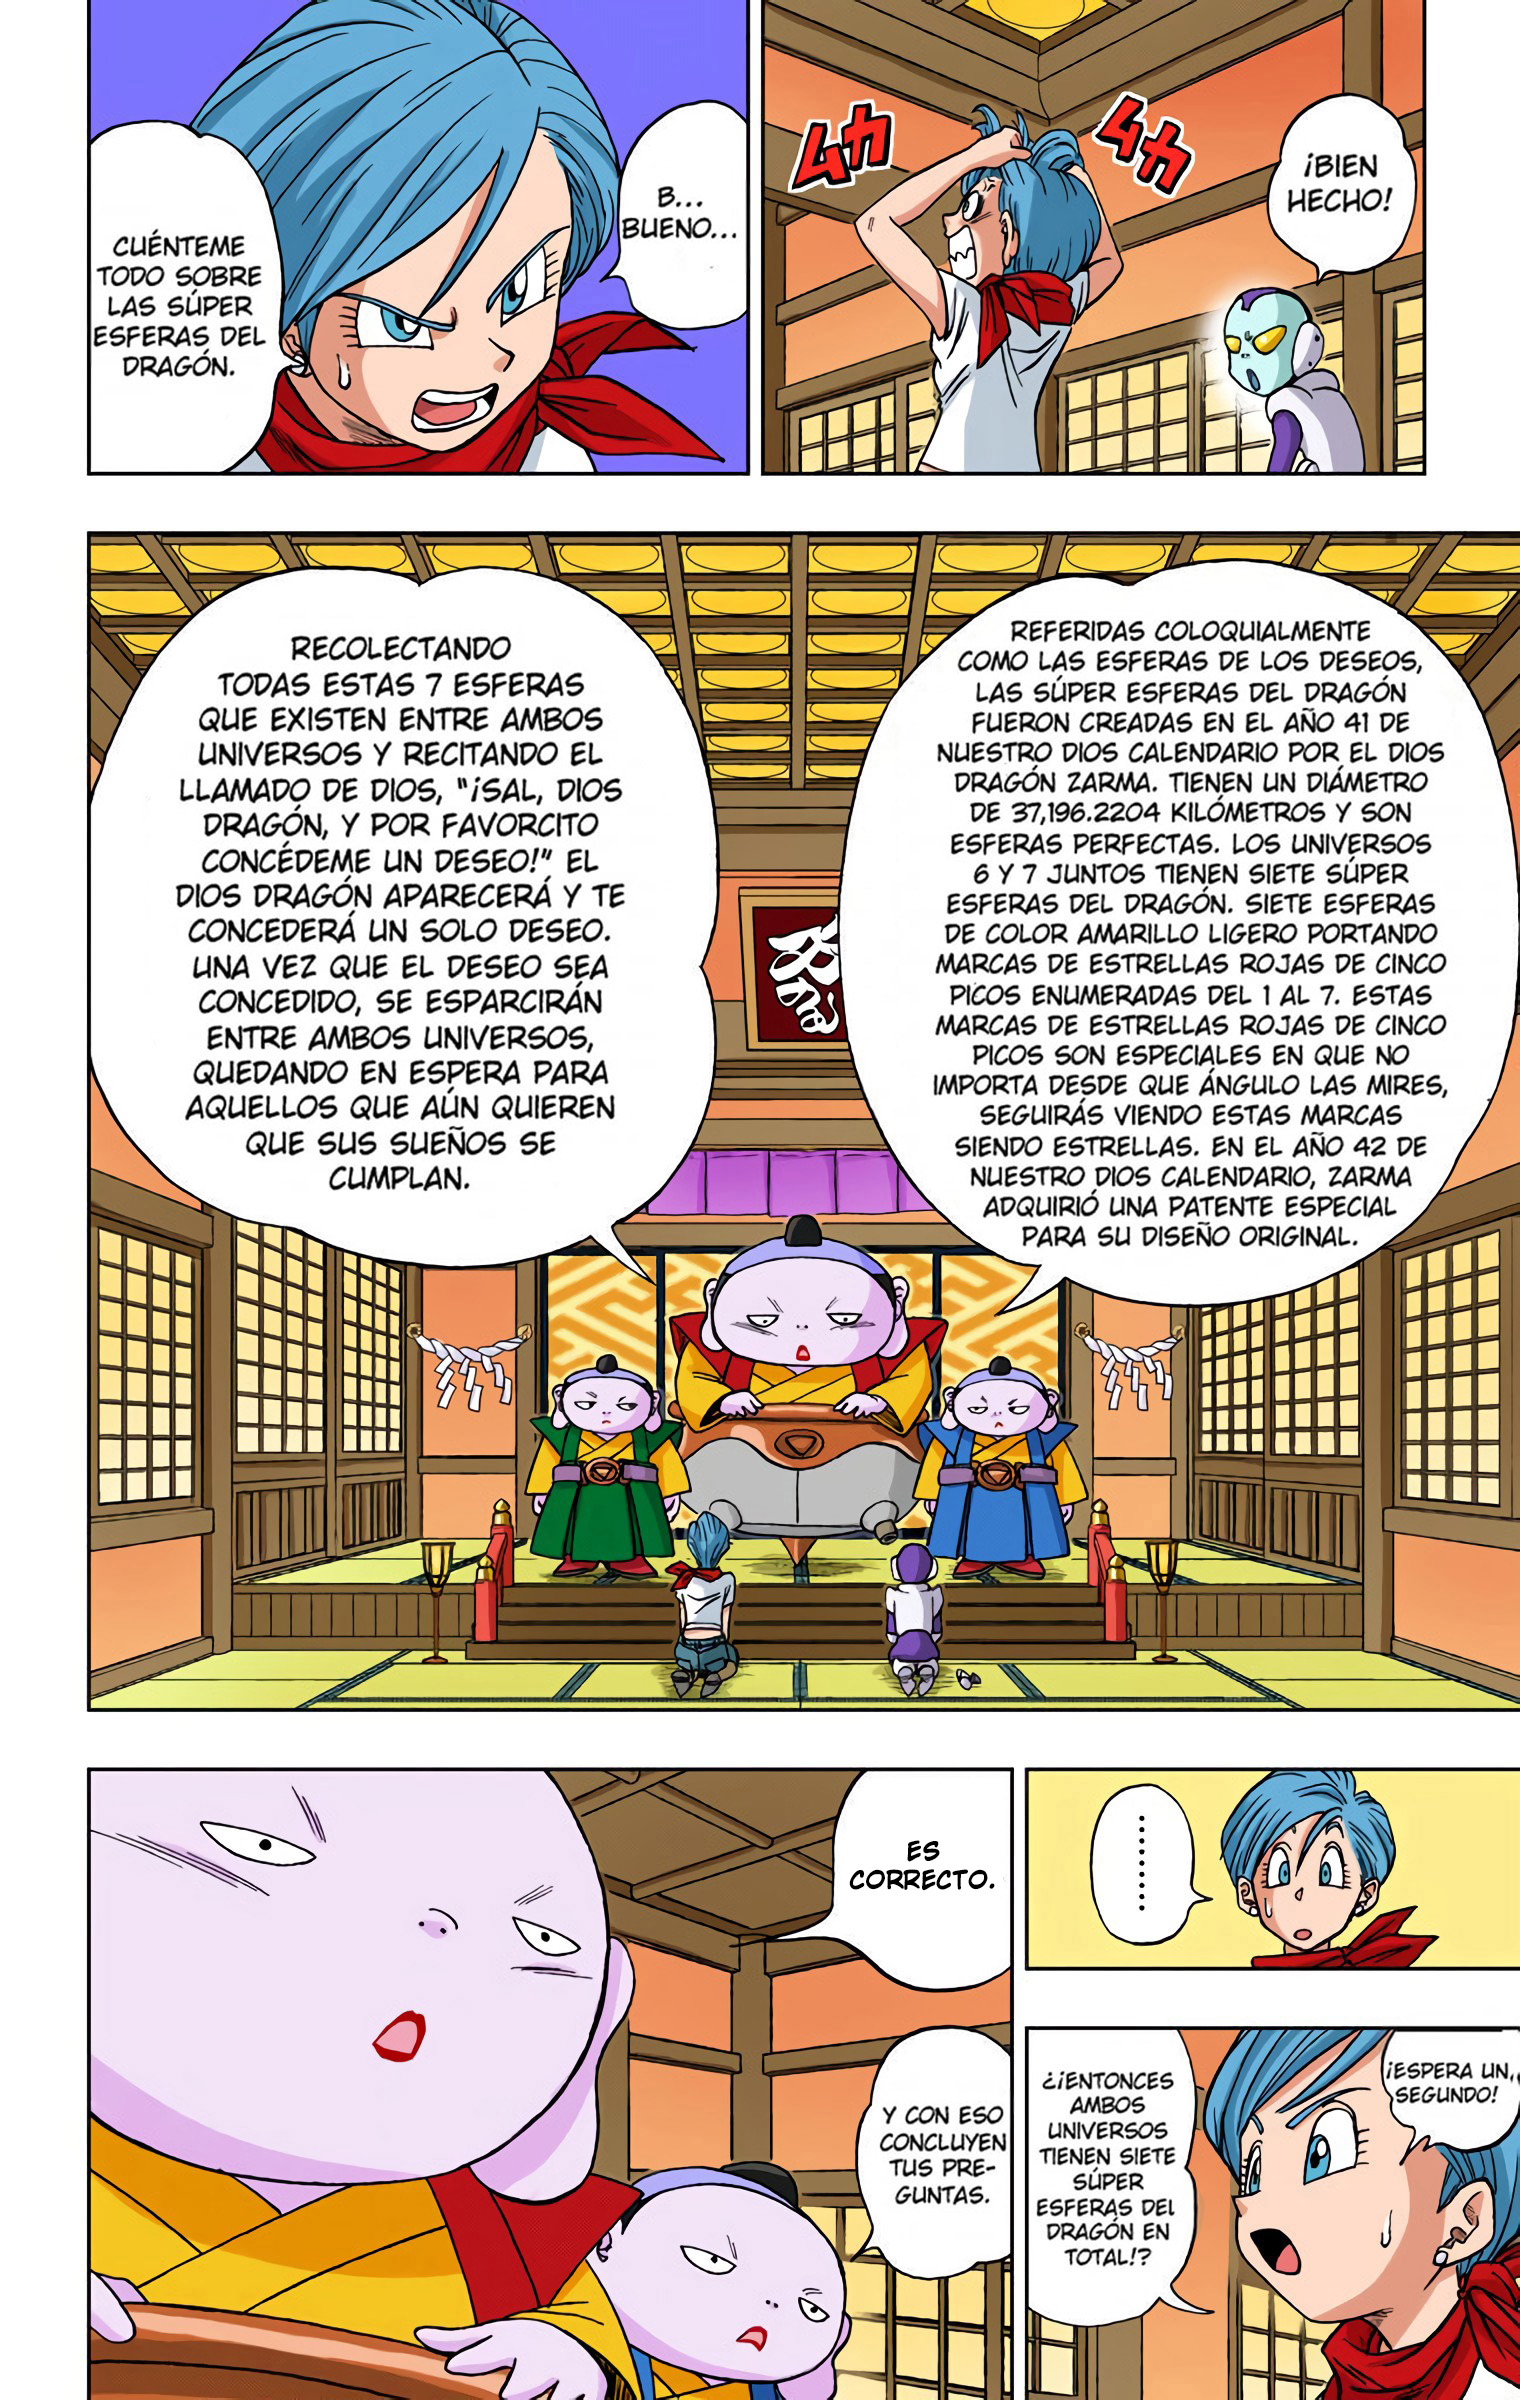 ¡BIEN
HECHO!
ムカ
ムカ
B...
BUENO...
CUÉNTEME
TODO SOBRE
LAS SÚPER
ESFERAS DEL
DRAGÓN.
REFERIDAS COLOQUIALMENTE
COMO LAS ESFERAS DE LOS DESEOS,
LAS SÚPER ESFERAS DEL DRAGÓN
FUERON CREADAS EN EL AÑO 41 DE
NUESTRO DIOS CALENDARIO POR EL DIOS
DRAGÓN ZARMA. TIENEN UN DIÁMETRO
DE 37,196.2204 KILÓMETROS Y SON
ESFERAS PERFECTAS. LOS UNIVERSOS
6 Y 7 JUNTOS TIENEN SIETE SÚPER
ESFERAS DEL DRAGÓN. SIETE ESFERAS
DE COLOR AMARILLO LIGERO PORTANDO
MARCAS DE ESTRELLAS ROJAS DE CINCO
PICOS ENUMERADAS DEL 1 AL 7. ESTAS
MARCAS DE ESTRELLAS ROJAS DE CINCO
PICOS SON ESPECIALES EN QUE NO
IMPORTA DESDE QUE ÁNGULO LAS MIRES,
SEGUIRÁS VIENDO ESTAS MARCAS
SIENDO ESTRELLAS. EN EL AÑO 42 DE
NUESTRO DIOS CALENDARIO, ZARMA
ADQUIRIÓ UNA PATENTE ESPECIAL
PARA SU DISEÑO ORIGINAL.
RECOLECTANDO
TODAS ESTAS 7 ESFERAS
QUE EXISTEN ENTRE AMBOS
UNIVERSOS Y RECITANDO EL
LLAMADO DE DIOS, "¡SAL, DIOS
DRAGÓN, Y POR FAVORCITO
CONCÉDEME UN DESEO!" EL
DIOS DRAGÓN APARECERÁ Y TE
CONCEDERÁ UN SOLO DESEO.
UNA VEZ QUE EL DESEO SEA
CONCEDIDO, SE ESPARCIRÁN
ENTRE AMBOS UNIVERSOS,
QUEDANDO EN ESPERA PARA
AQUELLOS QUE AÚN QUIEREN
QUE SUS SUEÑOS SE
CUMPLAN.
.........
¡ESPERA UN,
SEGUNDO!
¿¡ENTONCES
AMBOS
UNIVERSOS
TIENEN SIETE
SÚPER
ESFERAS DEL
DRAGÓN EN
TOTAL!?
ES
CORRECTO.
Y CON ESO
CONCLUYEN
TUS PRE-
GUNTAS.